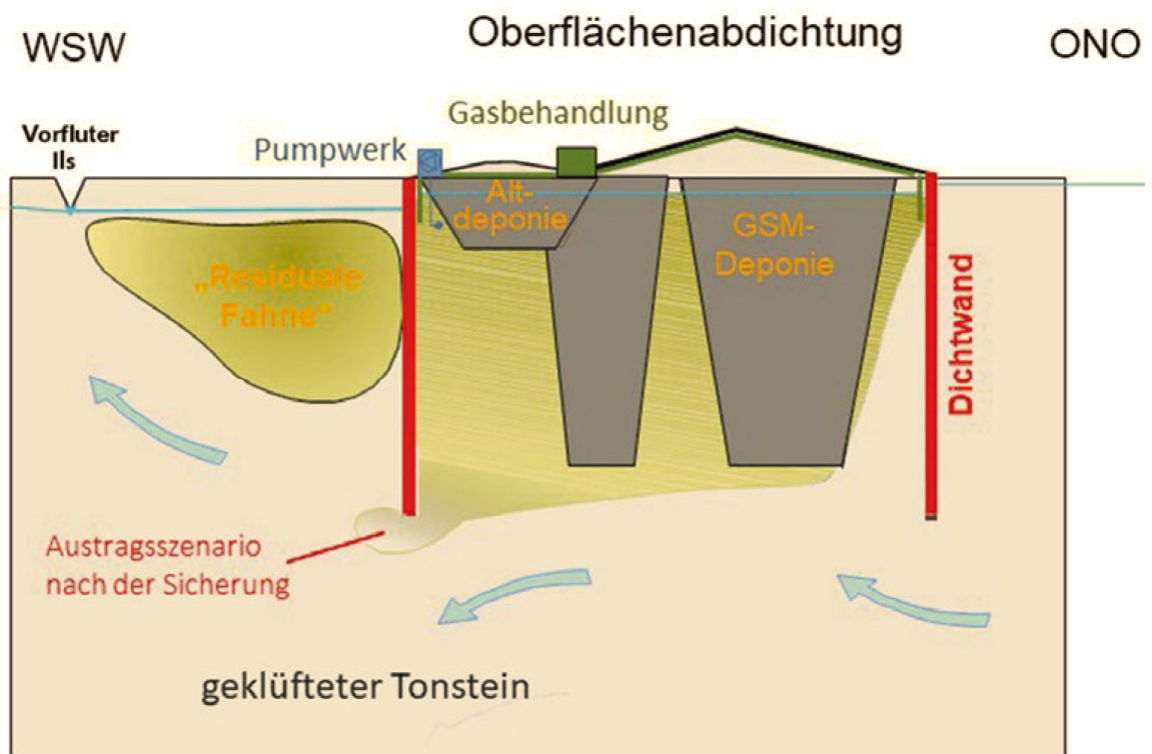 WSW
Oberflächenabdichtung
ONO
Gasbehandlung
Vorfluter
Ils
Pumpwerk
Alt-
deponie
GSM-
Deponie
„Residuale
Fahne“
Dichtwand
Austragsszenario
nach der Sicherung
geklüfteter Tonstein